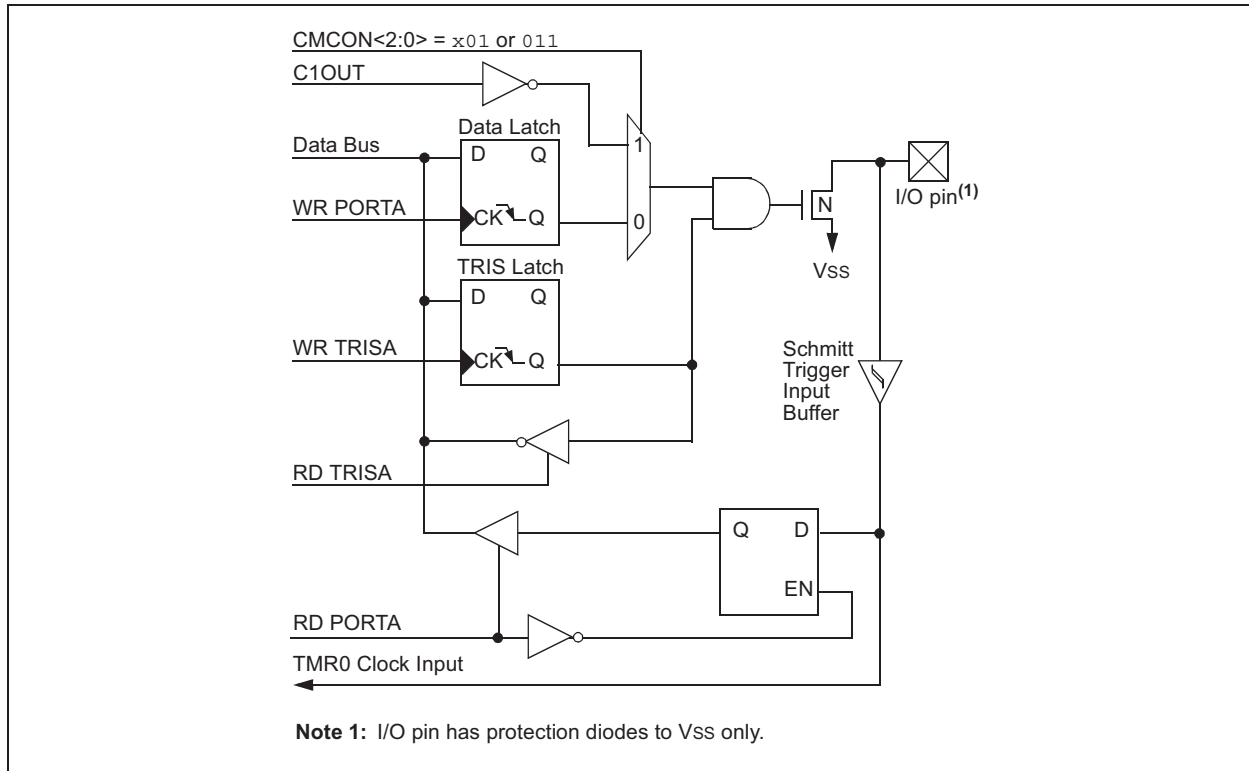 CMCON<2:0> = x01 or 011
C1OUT
Data Latch
Data Bus
D Q
1
WR PORTA
CK Q
0
N
I/O pin(1)
VSS
TRIS Latch
D Q
WR TRISA
CK Q
Schmitt
Trigger
Input
Buffer
RD TRISA
Q D
EN
RD PORTA
TMR0 Clock Input
Note 1: I/O pin has protection diodes to VSS only.